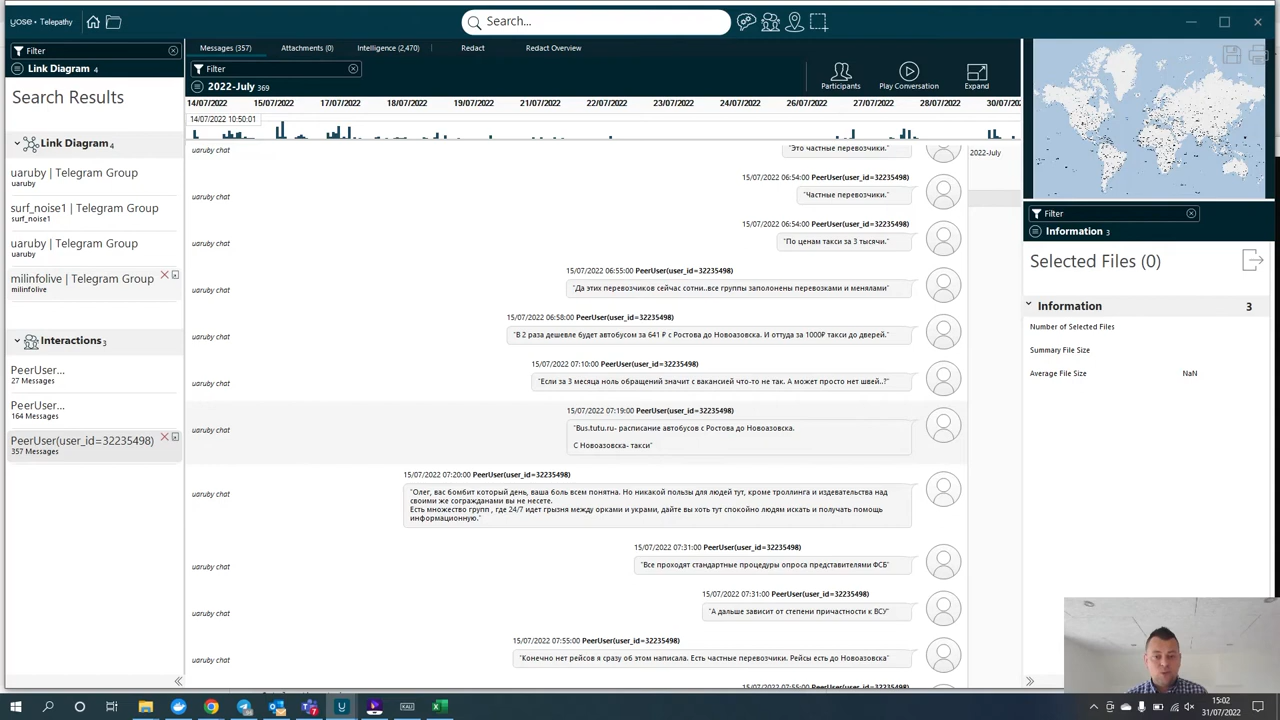 yose • Telepathy
Search...
Filter
Link Diagram 4
Search Results
Link Diagram 4
uaruby | Telegram Group
uaruby
surf_noise1 | Telegram Group
surf_noise1
uaruby | Telegram Group
uaruby
milinfolive | Telegram Group
milinfolive
Interactions 3
PeerUser...
27 Messages
PeerUser...
164 Messages
PeerUser(user_id=32235498)
357 Messages
Messages (357)
Attachments (0)
Intelligence (2,470)
Redact
Redact Overview
Filter
2022-July 369
Participants
Play Conversation
Expand
14/07/2022 15/07/2022 17/07/2022 18/07/2022 19/07/2022 21/07/2022 22/07/2022 23/07/2022 24/07/2022 26/07/2022 27/07/2022 28/07/2022 30/07/202
14/07/2022 10:50:01
2022-July
uaruby chat
"Это частные перевозчики."
15/07/2022 06:54:00 PeerUser(user_id=32235498)
uaruby chat
"Частные перевозчики."
15/07/2022 06:54:00 PeerUser(user_id=32235498)
uaruby chat
"По ценам такси за 3 тысячи."
15/07/2022 06:55:00 PeerUser(user_id=32235498)
uaruby chat
"Да этих перевозчиков сейчас сотни..все группы заполонены перевозками и менялами"
15/07/2022 06:58:00 PeerUser(user_id=32235498)
uaruby chat
"В 2 раза дешевле будет автобусом за 641 ₽ с Ростова до Новоазовска. И оттуда за 1000₽ такси до дверей."
15/07/2022 07:10:00 PeerUser(user_id=32235498)
uaruby chat
"Если за 3 месяца ноль обращений значит с вакансией что-то не так. А может просто нет швей..?"
15/07/2022 07:19:00 PeerUser(user_id=32235498)
uaruby chat
"Bus.tutu.ru- расписание автобусов с Ростова до Новоазовска.
С Новоазовска- такси"
15/07/2022 07:20:00 PeerUser(user_id=32235498)
uaruby chat
"Олег, вас бомбит который день, ваша боль всем понятна. Но никакой пользы для людей тут, кроме троллинга и издевательства над
своими же согражданами вы не несете.
Есть множество групп , где 24/7 идет грызня между орками и украми, дайте вы хоть тут спокойно людям искать и получать помощь
информационную."
15/07/2022 07:31:00 PeerUser(user_id=32235498)
uaruby chat
"Все проходят стандартные процедуры опроса представителями ФСБ"
15/07/2022 07:31:00 PeerUser(user_id=32235498)
uaruby chat
"А дальше зависит от степени причастности к ВСУ"
15/07/2022 07:55:00 PeerUser(user_id=32235498)
uaruby chat
"Конечно нет рейсов я сразу об этом написала. Есть частные перевозчики. Рейсы есть до Новоазовска"
15/07/2022 07:55:00 PeerUser(user_id=32235498)
Filter
Information 3
Selected Files (0)
Information 3
Number of Selected Files
Summary File Size
Average File Size NaN
KAU
15:02
31/07/2022